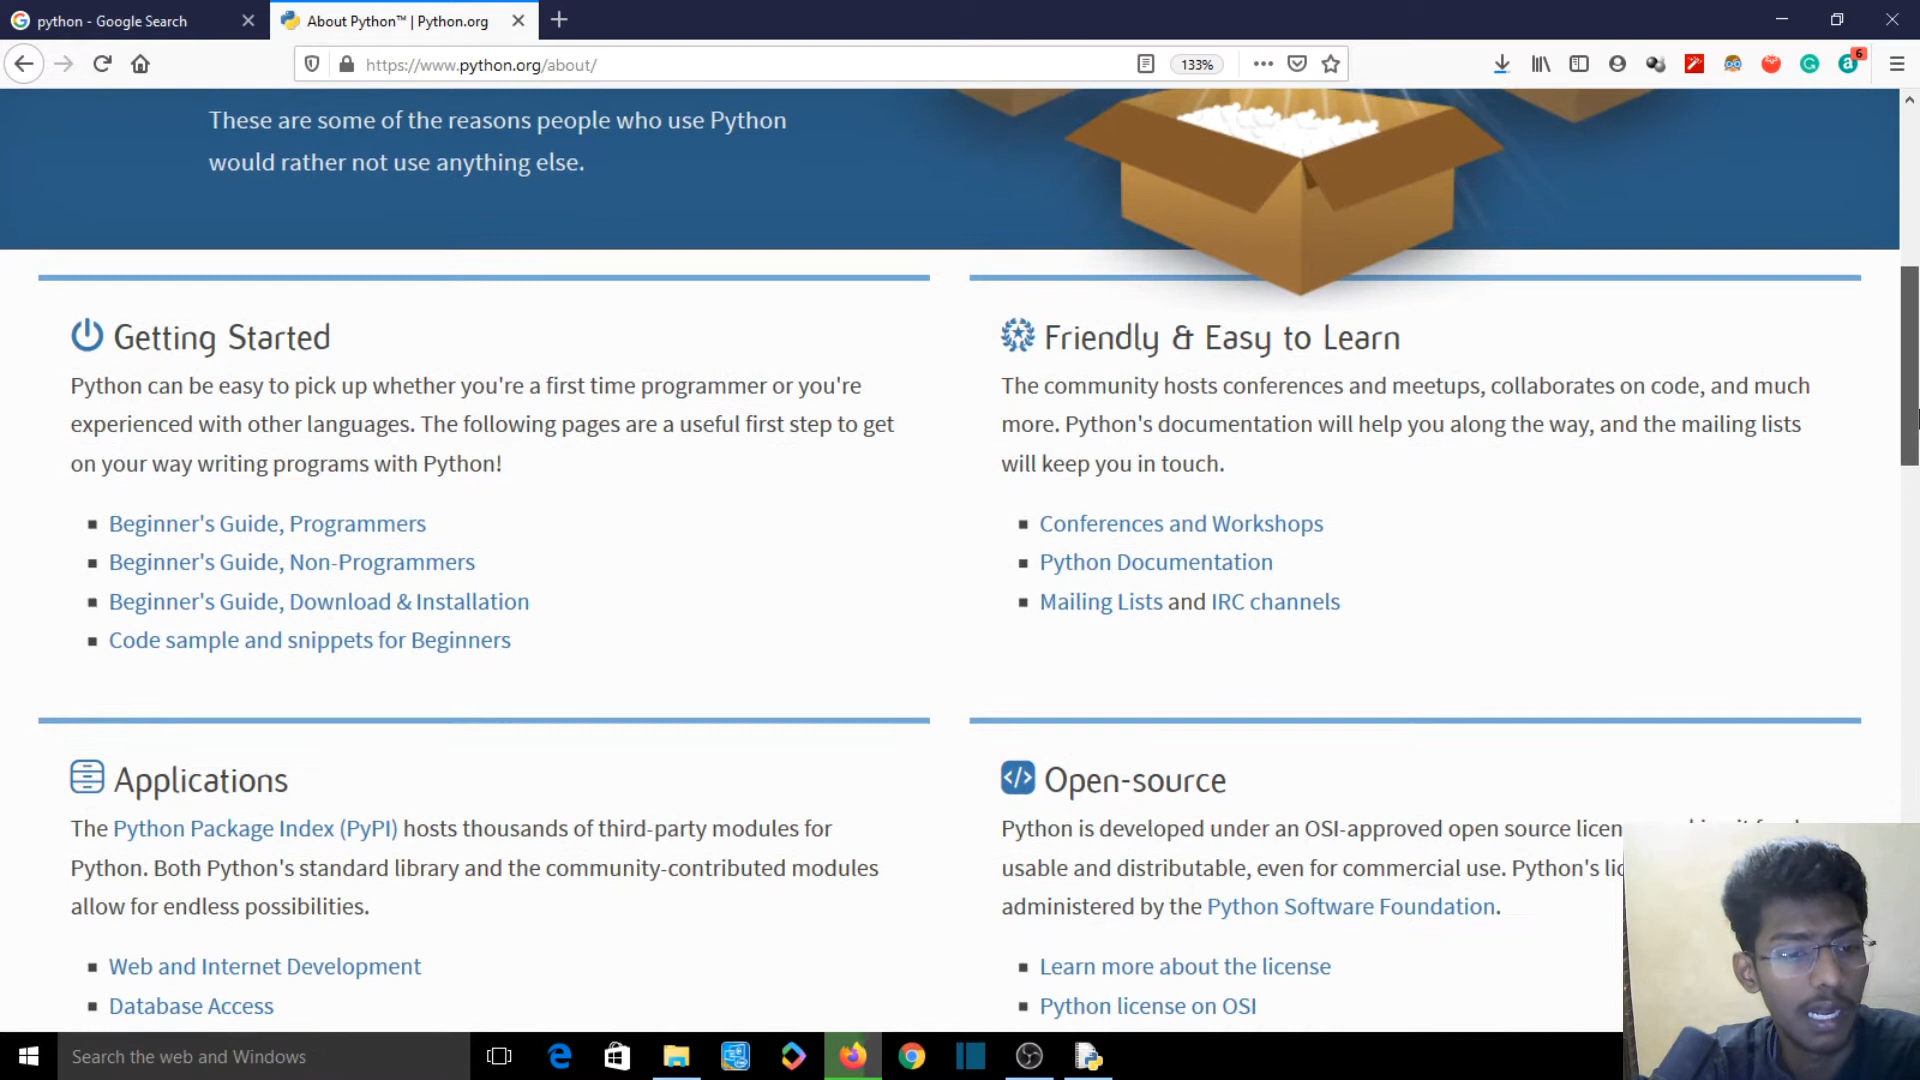 python - Google Search
About Python™ | Python.org
https://www.python.org/about/
133%
6
These are some of the reasons people who use Python
would rather not use anything else.
Getting Started
Python can be easy to pick up whether you're a first time programmer or you're
experienced with other languages. The following pages are a useful first step to get
on your way writing programs with Python!
Beginner's Guide, Programmers
Beginner's Guide, Non-Programmers
Beginner's Guide, Download & Installation
Code sample and snippets for Beginners
Friendly & Easy to Learn
The community hosts conferences and meetups, collaborates on code, and much
more. Python's documentation will help you along the way, and the mailing lists
will keep you in touch.
Conferences and Workshops
Python Documentation
Mailing Lists and IRC channels
Applications
The Python Package Index (PyPI) hosts thousands of third-party modules for
Python. Both Python's standard library and the community-contributed modules
allow for endless possibilities.
Web and Internet Development
Database Access
Open-source
Python is developed under an OSI-approved open source licen
usable and distributable, even for commercial use. Python's lic
administered by the Python Software Foundation.
Learn more about the license
Python license on OSI
Search the web and Windows